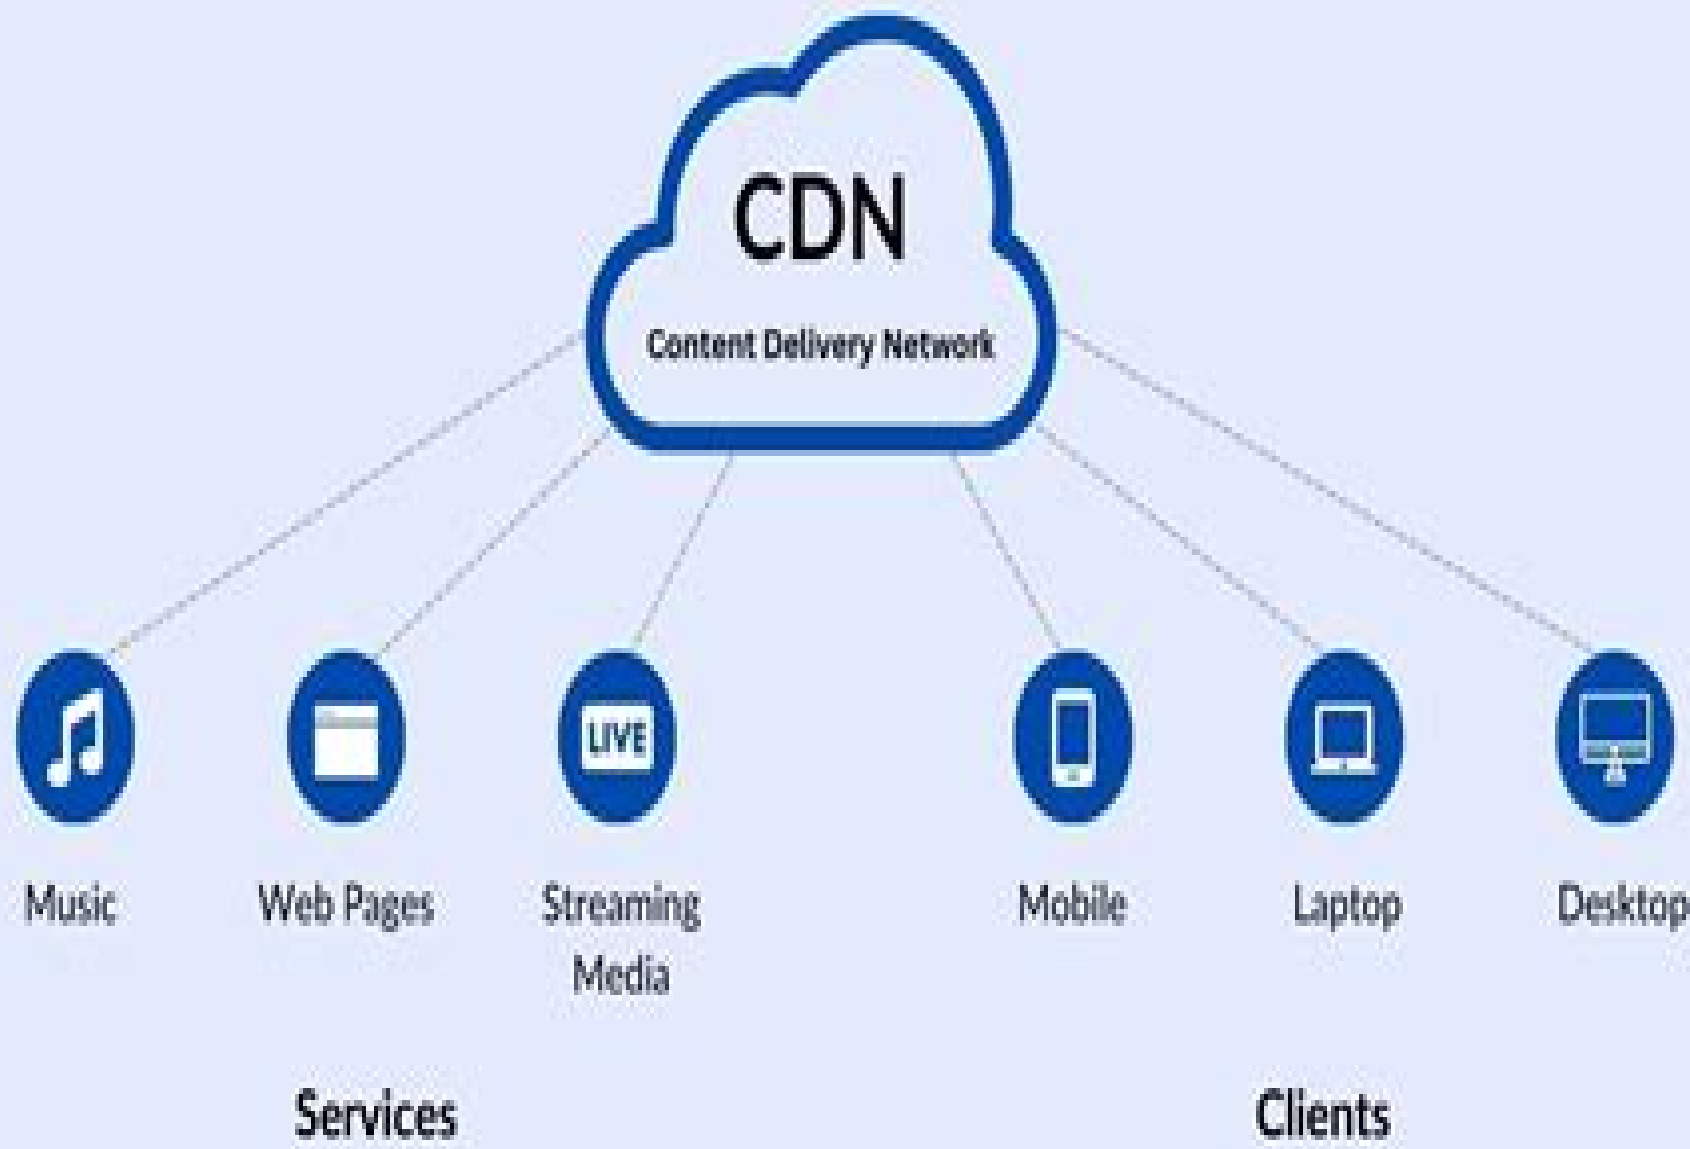 CDN
Content Delivery Network
LIVE
Music
Web Pages
Streaming
Media
Mobile
Laptop
Desktop
Services
Clients